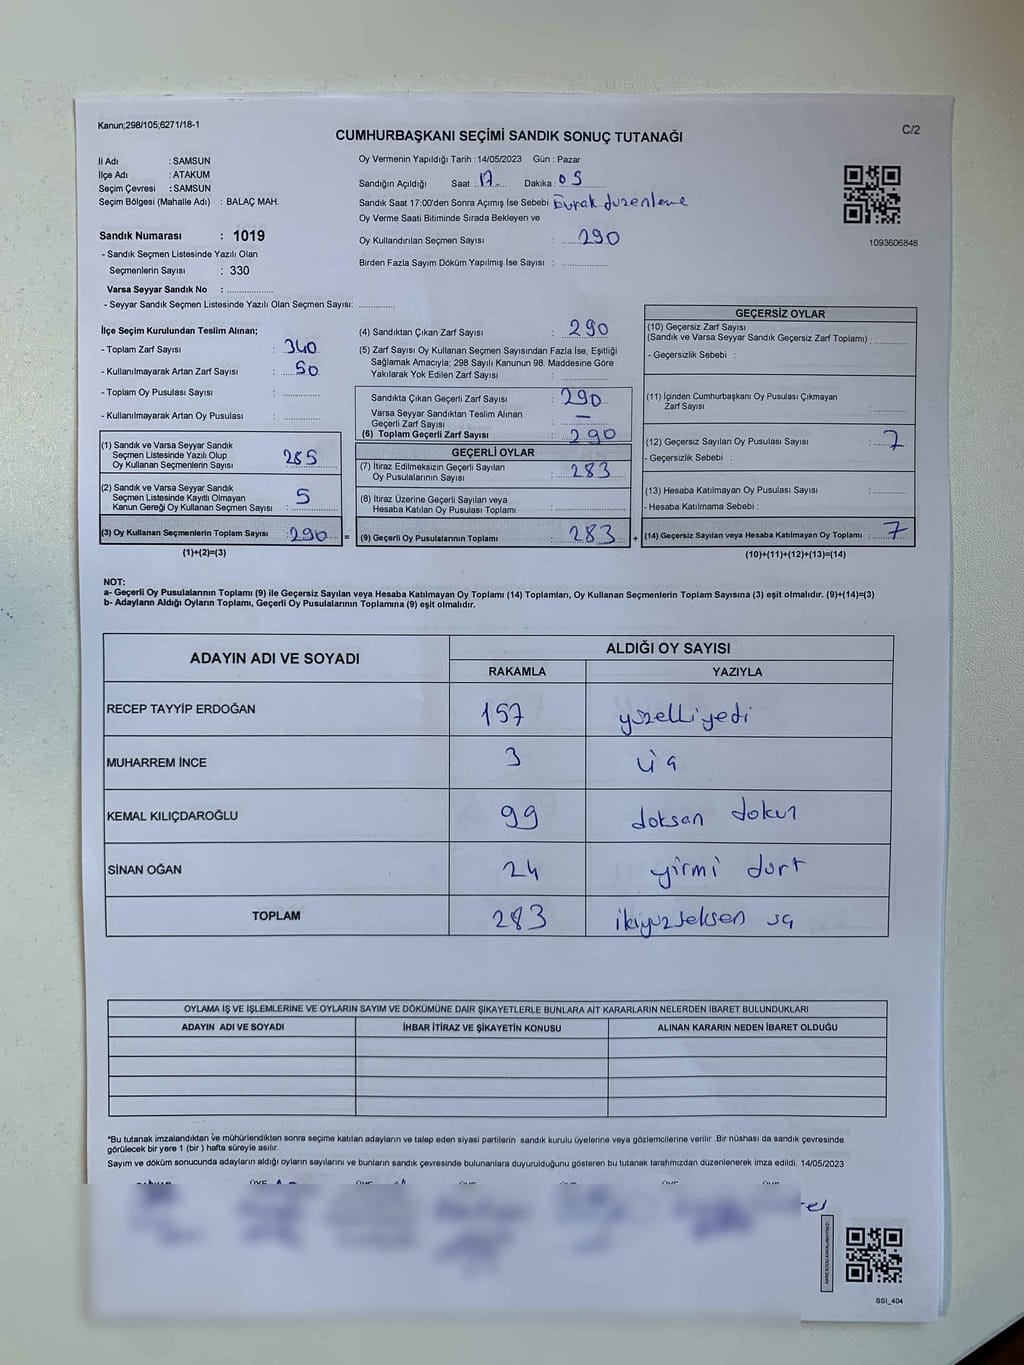 Kanun;298/105;6271/18-1
C/2
CUMHURBAŞKANI SEÇİMİ SANDIK SONUÇ TUTANAĞI
İl Adı : SAMSUN
İlçe Adı : ATAKUM
Seçim Çevresi : SAMSUN
Seçim Bölgesi (Mahalle Adı) : BALAÇ MAH.
Sandık Numarası : 1019
- Sandık Seçmen Listesinde Yazılı Olan
Seçmenlerin Sayısı : 330
Varsa Seyyar Sandık No :
- Seyyar Sandık Seçmen Listesinde Yazılı Olan Seçmen Sayısı:
Oy Vermenin Yapıldığı Tarih : 14/05/2023 Gün : Pazar
Sandığın Açıldığı Saat : 17 Dakika : 05
Sandık Saat 17:00'den Sonra Açımış İse Sebebi Evrak düzenleme
Oy Verme Saati Bitiminde Sırada Bekleyen ve
Oy Kullandırılan Seçmen Sayısı : 290
Birden Fazla Sayım Döküm Yapılmış İse Sayısı :
1093606848
İlçe Seçim Kurulundan Teslim Alınan;
- Toplam Zarf Sayısı : 340
- Kullanılmayarak Artan Zarf Sayısı : 50
- Toplam Oy Pusulası Sayısı :
- Kullanılmayarak Artan Oy Pusulası :
(1) Sandık ve Varsa Seyyar Sandık
Seçmen Listesinde Yazılı Olup
Oy Kullanan Seçmenlerin Sayısı 285
(2) Sandık ve Varsa Seyyar Sandık
Seçmen Listesinde Kayıtlı Olmayan
Kanun Gereği Oy Kullanan Seçmen Sayısı : 5
(3) Oy Kullanan Seçmenlerin Toplam Sayısı : 290 =
(1)+(2)=(3)
(4) Sandıktan Çıkan Zarf Sayısı : 290
(5) Zarf Sayısı Oy Kullanan Seçmen Sayısından Fazla İse, Eşitliği
Sağlamak Amacıyla, 298 Sayılı Kanunun 98. Maddesine Göre
Yakılarak Yok Edilen Zarf Sayısı :
Sandıkta Çıkan Geçerli Zarf Sayısı : 290
Varsa Seyyar Sandıktan Teslim Alınan
Geçerli Zarf Sayısı : —
(6) Toplam Geçerli Zarf Sayısı : 290
GEÇERLİ OYLAR
(7) İtiraz Edilmeksizin Geçerli Sayılan
Oy Pusulalarının Sayısı : 283
(8) İtiraz Üzerine Geçerli Sayılan veya
Hesaba Katılan Oy Pusulası Toplamı :
(9) Geçerli Oy Pusulalarının Toplamı : 283 +
GEÇERSİZ OYLAR
(10) Geçersiz Zarf Sayısı
(Sandık ve Varsa Seyyar Sandık Geçersiz Zarf Toplamı) :
- Geçersizlik Sebebi :
(11) İçinden Cumhurbaşkanı Oy Pusulası Çıkmayan
Zarf Sayısı :
(12) Geçersiz Sayılan Oy Pusulası Sayısı : 7
- Geçersizlik Sebebi :
(13) Hesaba Katılmayan Oy Pusulası Sayısı :
- Hesaba Katılmama Sebebi :
(14) Geçersiz Sayılan veya Hesaba Katılmayan Oy Toplamı : 7
(10)+(11)+(12)+(13)=(14)
NOT:
a- Geçerli Oy Pusulalarının Toplamı (9) ile Geçersiz Sayılan veya Hesaba Katılmayan Oy Toplamı (14) Toplamları, Oy Kullanan Seçmenlerin Toplam Sayısına (3) eşit olmalıdır. (9)+(14)=(3)
b- Adayların Aldığı Oyların Toplamı, Geçerli Oy Pusulalarının Toplamına (9) eşit olmalıdır.
ADAYIN ADI VE SOYADI ALDIĞI OY SAYISI
RAKAMLA YAZIYLA
RECEP TAYYİP ERDOĞAN 157 yüzelliyedi
MUHARREM İNCE 3 üç
KEMAL KILIÇDAROĞLU 99 doksan dokuz
SİNAN OĞAN 24 yirmi dört
TOPLAM 283 ikiyüzseksen üç
OYLAMA İŞ VE İŞLEMLERİNE VE OYLARIN SAYIM VE DÖKÜMÜNE DAİR ŞİKAYETLERLE BUNLARA AİT KARARLARIN NELERDEN İBARET BULUNDUKLARI
ADAYIN ADI VE SOYADI İHBAR İTİRAZ VE ŞİKAYETİN KONUSU ALINAN KARARIN NEDEN İBARET OLDUĞU
*Bu tutanak imzalandıktan ve mühürlendikten sonra seçime katılan adayların ve talep eden siyasi partilerin sandık kurulu üyelerine veya gözlemcilerine verilir .Bir nüshası da sandık çevresinde
görülecek bir yere 1 (bir ) hafta süreyle asılır.
Sayım ve döküm sonucunda adayların aldığı oyların sayılarını ve bunların sandık çevresinde bulunanlara duyurulduğunu gösteren bu tutanak tarafımızdan düzenlenerek imza edildi. 14/05/2023
SSI_404